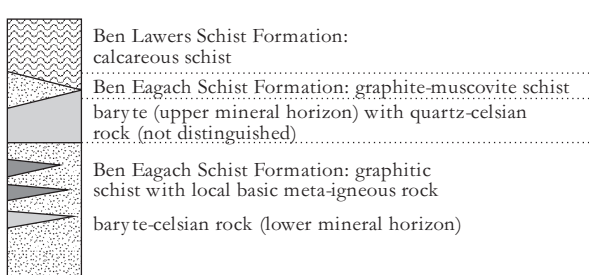 Ben Lawers Schist Formation:
calcareous schist
Ben Eagach Schist Formation: graphite-muscovite schist
baryte (upper mineral horizon) with quartz-celsian
rock (not distinguished)
Ben Eagach Schist Formation: graphitic
schist with local basic meta-igneous rock
baryte-celsian rock (lower mineral horizon)